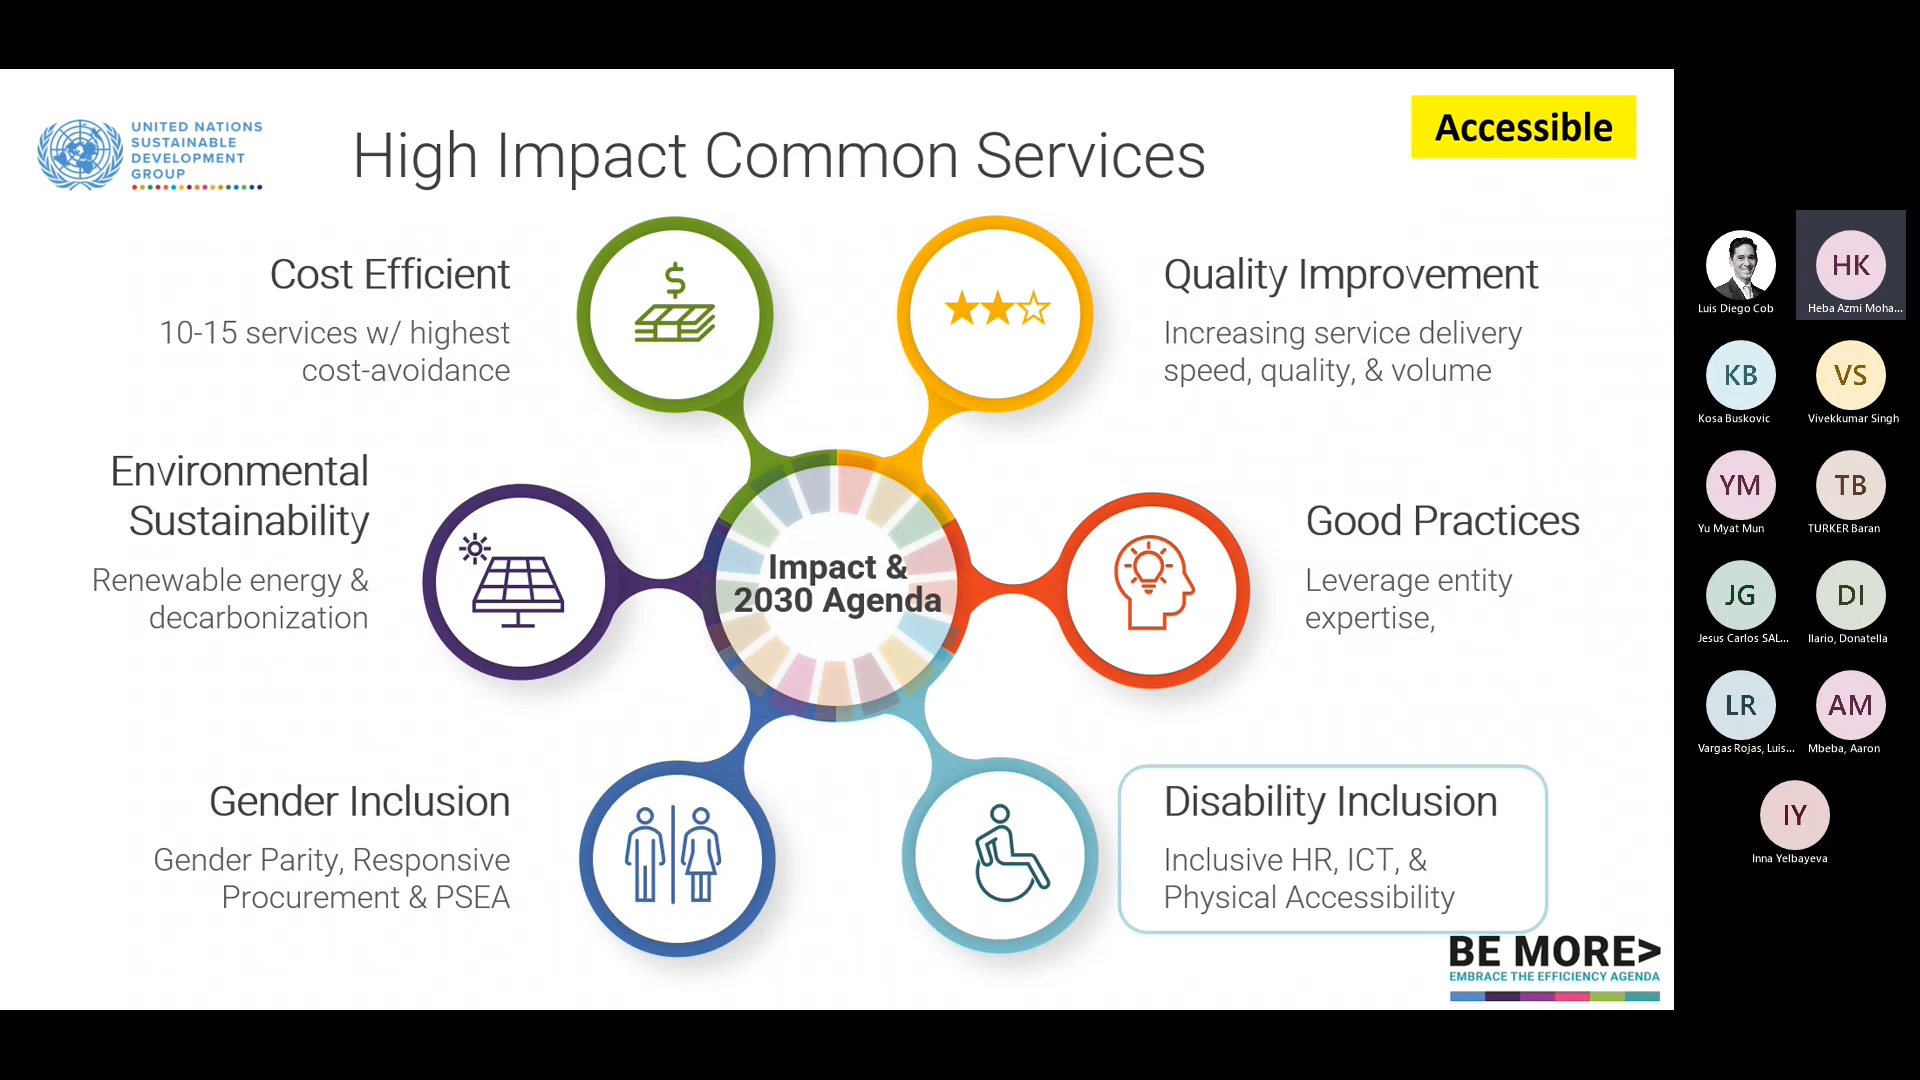 UNITED NATIONS
SUSTAINABLE
DEVELOPMENT
GROUP
High Impact Common Services
Accessible
Cost Efficient
10-15 services w/ highest
cost-avoidance
$
Quality Improvement
Increasing service delivery
speed, quality, & volume
Environmental
Sustainability
Renewable energy &
decarbonization
Impact &
2030 Agenda
Good Practices
Leverage entity
expertise,
Gender Inclusion
Gender Parity, Responsive
Procurement & PSEA
Disability Inclusion
Inclusive HR, ICT, &
Physical Accessibility
BE MORE>
EMBRACE THE EFFICIENCY AGENDA
Luis Diego Cob
HK
Heba Azmi Moha...
KB
Kosa Buskovic
VS
Vivekkumar Singh
YM
Yu Myat Mun
TB
TURKER Baran
JG
Jesus Carlos SAL...
DI
Ilario, Donatella
LR
Vargas Rojas, Luis...
AM
Mbeba, Aaron
IY
Inna Yelbayeva